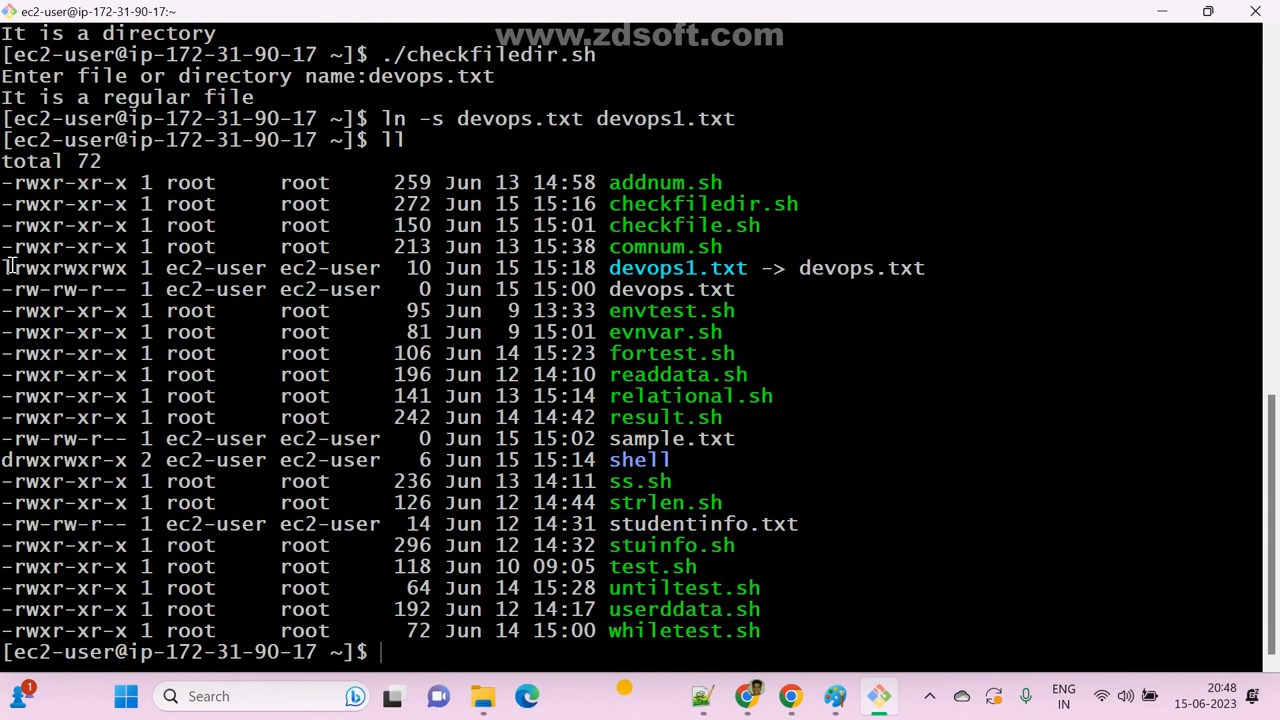 ec2-user@ip-172-31-90-17:~
www.zdsoft.com
It is a directory
[ec2-user@ip-172-31-90-17 ~]$ ./checkfiledir.sh
Enter file or directory name:devops.txt
It is a regular file
[ec2-user@ip-172-31-90-17 ~]$ ln -s devops.txt devops1.txt
[ec2-user@ip-172-31-90-17 ~]$ ll
total 72
-rwxr-xr-x 1 root     root     259 Jun 13 14:58 addnum.sh
-rwxr-xr-x 1 root     root     272 Jun 15 15:16 checkfiledir.sh
-rwxr-xr-x 1 root     root     150 Jun 15 15:01 checkfile.sh
-rwxr-xr-x 1 root     root     213 Jun 13 15:38 comnum.sh
lrwxrwxrwx 1 ec2-user ec2-user  10 Jun 15 15:18 devops1.txt -> devops.txt
-rw-rw-r-- 1 ec2-user ec2-user   0 Jun 15 15:00 devops.txt
-rwxr-xr-x 1 root     root      95 Jun  9 13:33 envtest.sh
-rwxr-xr-x 1 root     root      81 Jun  9 15:01 evnvar.sh
-rwxr-xr-x 1 root     root     106 Jun 14 15:23 fortest.sh
-rwxr-xr-x 1 root     root     196 Jun 12 14:10 readdata.sh
-rwxr-xr-x 1 root     root     141 Jun 13 15:14 relational.sh
-rwxr-xr-x 1 root     root     242 Jun 14 14:42 result.sh
-rw-rw-r-- 1 ec2-user ec2-user   0 Jun 15 15:02 sample.txt
drwxrwxr-x 2 ec2-user ec2-user   6 Jun 15 15:14 shell
-rwxr-xr-x 1 root     root     236 Jun 13 14:11 ss.sh
-rwxr-xr-x 1 root     root     126 Jun 12 14:44 strlen.sh
-rw-rw-r-- 1 ec2-user ec2-user  14 Jun 12 14:31 studentinfo.txt
-rwxr-xr-x 1 root     root     296 Jun 12 14:32 stuinfo.sh
-rwxr-xr-x 1 root     root     118 Jun 10 09:05 test.sh
-rwxr-xr-x 1 root     root      64 Jun 14 15:28 untiltest.sh
-rwxr-xr-x 1 root     root     192 Jun 12 14:17 userddata.sh
-rwxr-xr-x 1 root     root      72 Jun 14 15:00 whiletest.sh
[ec2-user@ip-172-31-90-17 ~]$
1
Search
ENG
IN
20:48
15-06-2023